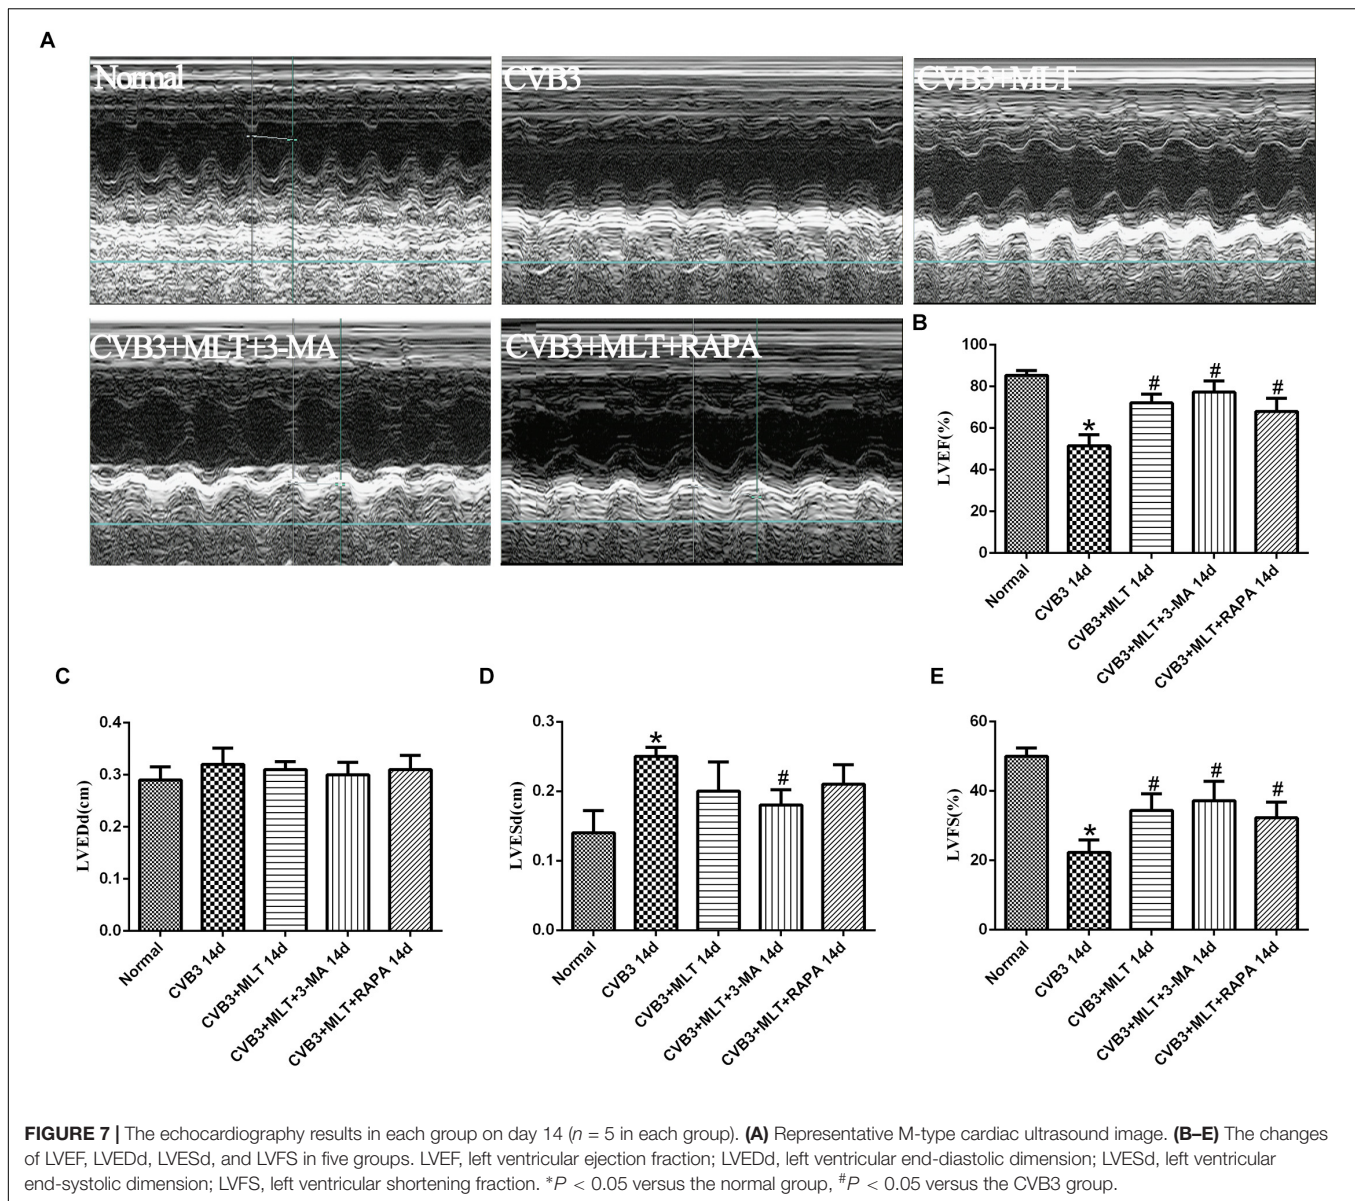 A
Normal
CVB3
CVB3+MLT
CVB3+MLT+3-MA
CVB3+MLT+RAPA
B
LVEF(%)
100
80
60
40
20
0
*
#
#
#
Normal
CVB3 14d
CVB3+MLT 14d
CVB3+MLT+3-MA 14d
CVB3+MLT+RAPA 14d
C
LVEDd(cm)
0.4
0.3
0.2
0.1
0.0
Normal
CVB3 14d
CVB3+MLT 14d
CVB3+MLT+3-MA 14d
CVB3+MLT+RAPA 14d
D
LVESd(cm)
0.3
0.2
0.1
0.0
*
#
Normal
CVB3 14d
CVB3+MLT 14d
CVB3+MLT+3-MA 14d
CVB3+MLT+RAPA 14d
E
LVFS(%)
60
40
20
0
*
#
#
#
Normal
CVB3 14d
CVB3+MLT 14d
CVB3+MLT+3-MA 14d
CVB3+MLT+RAPA 14d
FIGURE 7 | The echocardiography results in each group on day 14 (n = 5 in each group). (A) Representative M-type cardiac ultrasound image. (B–E) The changes
of LVEF, LVEDd, LVESd, and LVFS in five groups. LVEF, left ventricular ejection fraction; LVEDd, left ventricular end-diastolic dimension; LVESd, left ventricular
end-systolic dimension; LVFS, left ventricular shortening fraction. *P < 0.05 versus the normal group, #P < 0.05 versus the CVB3 group.